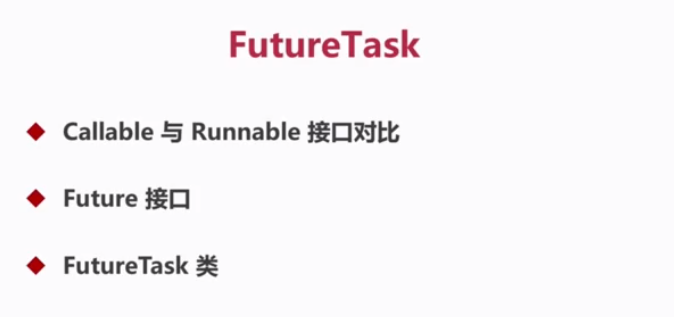 FutureTask
Callable 与 Runnable 接口对比
Future 接口
FutureTask 类